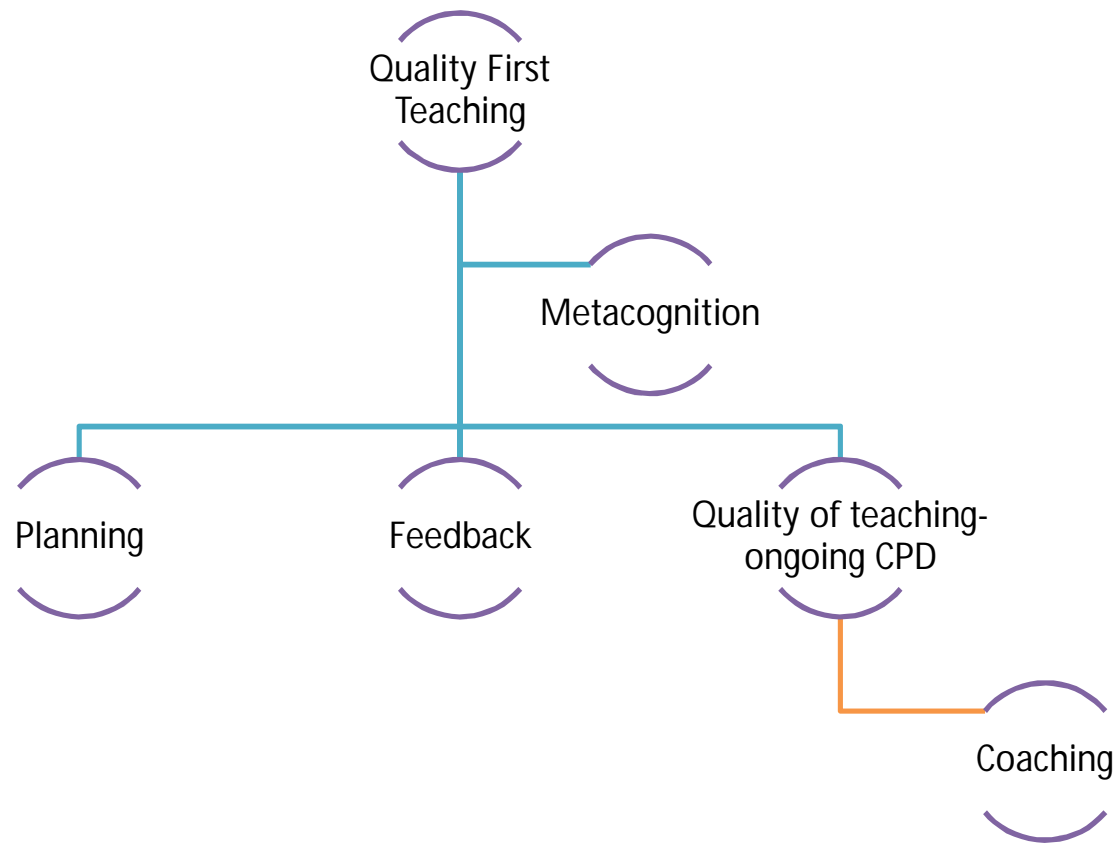 Quality First
Teaching
Metacognition
Planning
Feedback
Quality of teaching-
ongoing CPD
Coaching